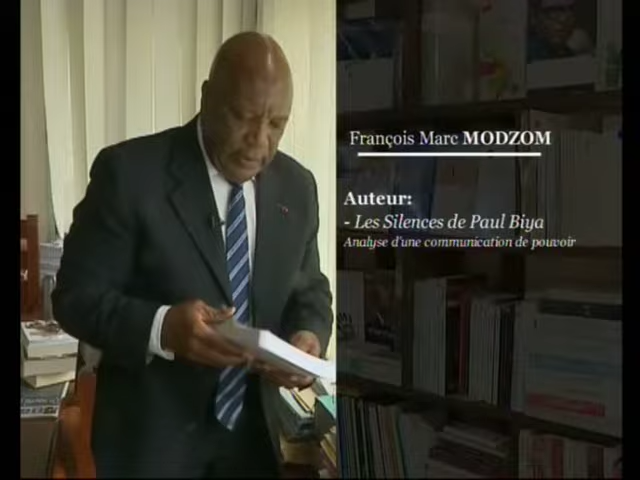 François Marc MODZOM
Auteur:
- Les Silences de Paul Biya
Analyse d'une communication de pouvoir